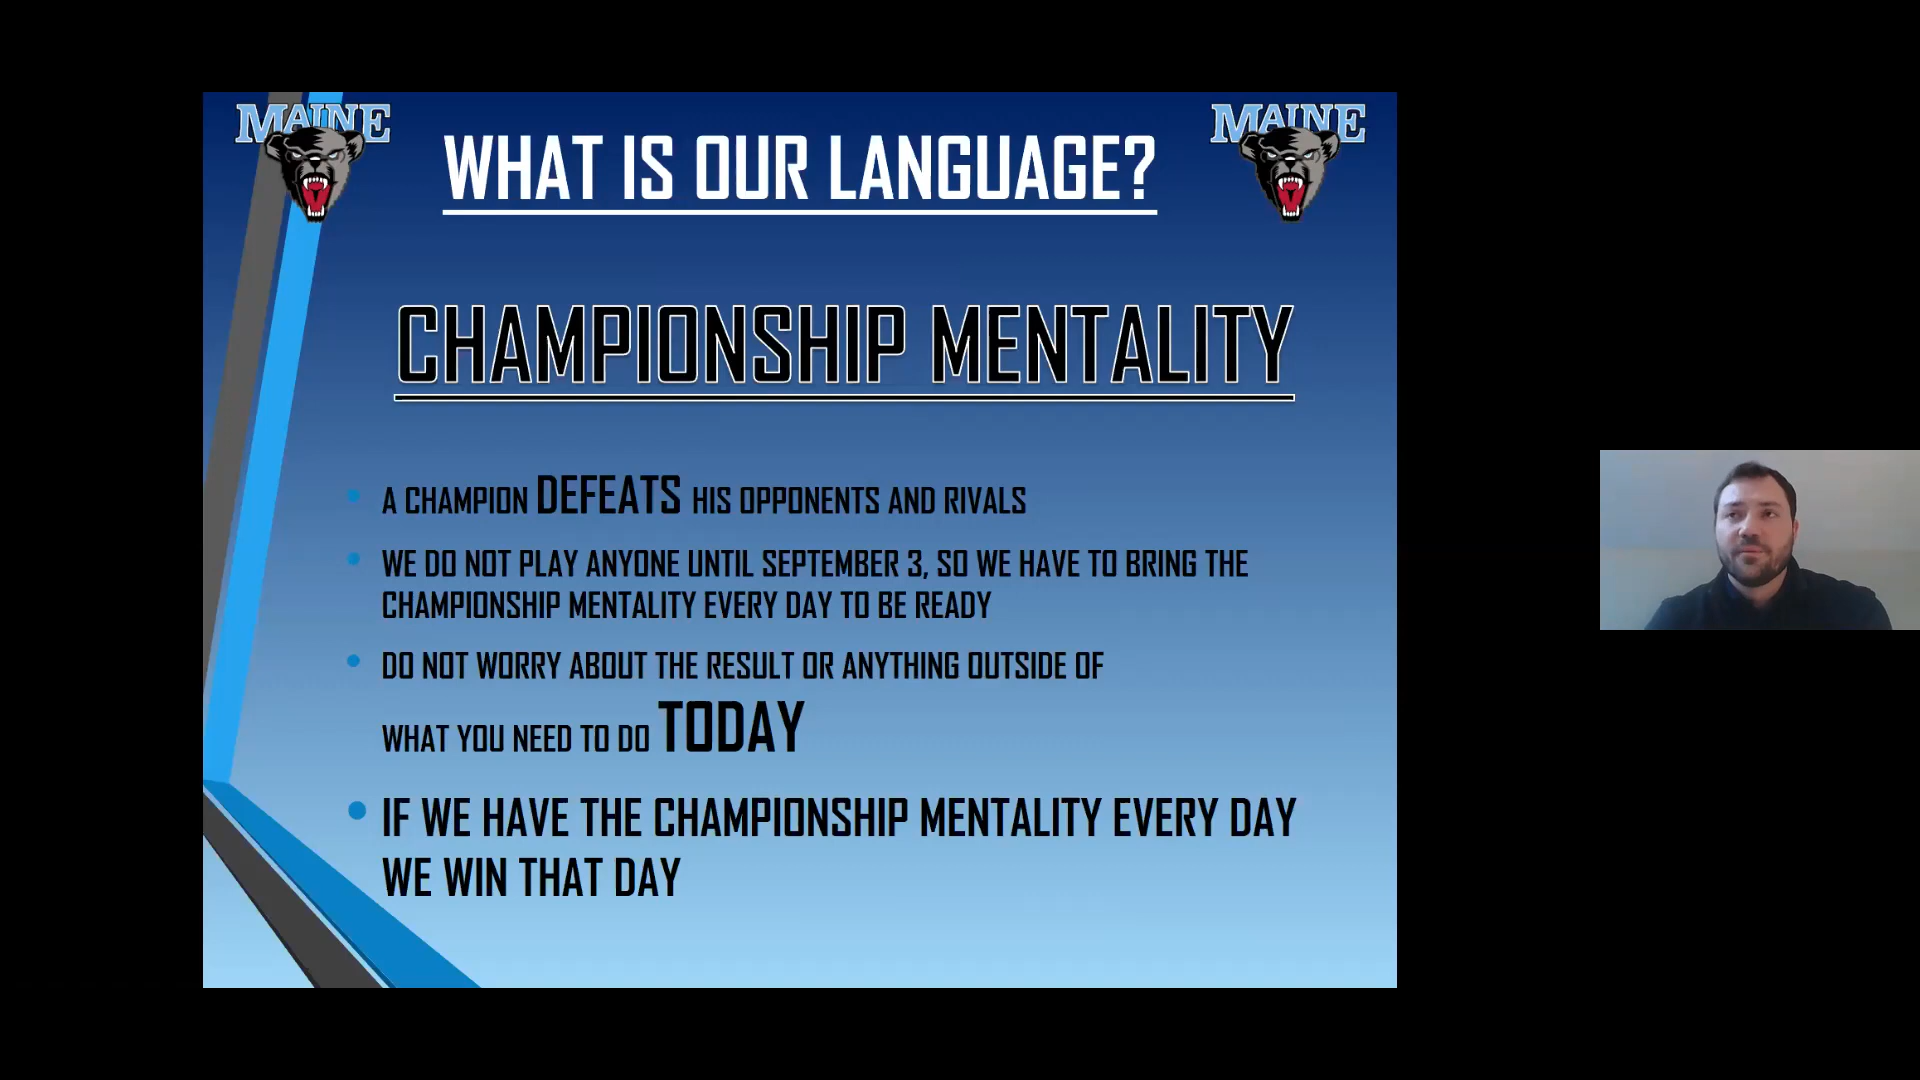 MAINE
MAINE
WHAT IS OUR LANGUAGE?
CHAMPIONSHIP MENTALITY
• A CHAMPION DEFEATS HIS OPPONENTS AND RIVALS
• WE DO NOT PLAY ANYONE UNTIL SEPTEMBER 3, SO WE HAVE TO BRING THE
CHAMPIONSHIP MENTALITY EVERY DAY TO BE READY
• DO NOT WORRY ABOUT THE RESULT OR ANYTHING OUTSIDE OF
WHAT YOU NEED TO DO TODAY
• IF WE HAVE THE CHAMPIONSHIP MENTALITY EVERY DAY
WE WIN THAT DAY